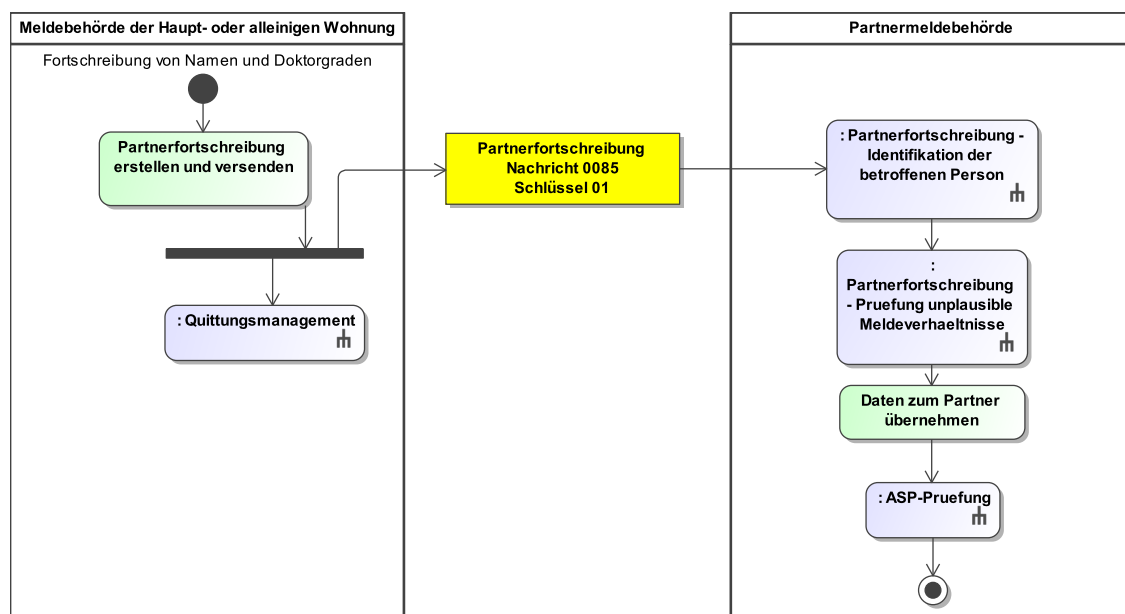 Meldebehörde der Haupt- oder alleinigen Wohnung
Fortschreibung von Namen und Doktorgraden
Partnerfortschreibung
erstellen und versenden
: Quittungsmanagement
Partnerfortschreibung
Nachricht 0085
Schlüssel 01
Partnermeldebehörde
: Partnerfortschreibung -
Identifikation der
betroffenen Person
:
Partnerfortschreibung
- Pruefung unplausible
Meldeverhaeltnisse
Daten zum Partner
übernehmen
: ASP-Pruefung